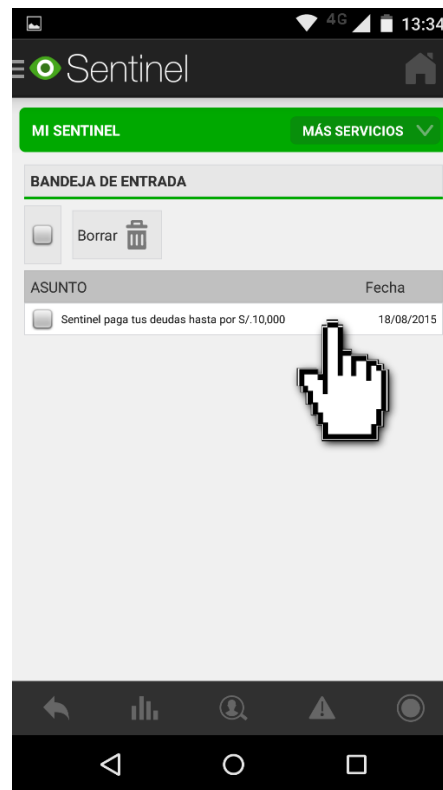 4G 13:34
Sentinel
MI SENTINEL MÁS SERVICIOS
BANDEJA DE ENTRADA
Borrar
ASUNTO Fecha
Sentinel paga tus deudas hasta por S/.10,000 18/08/2015